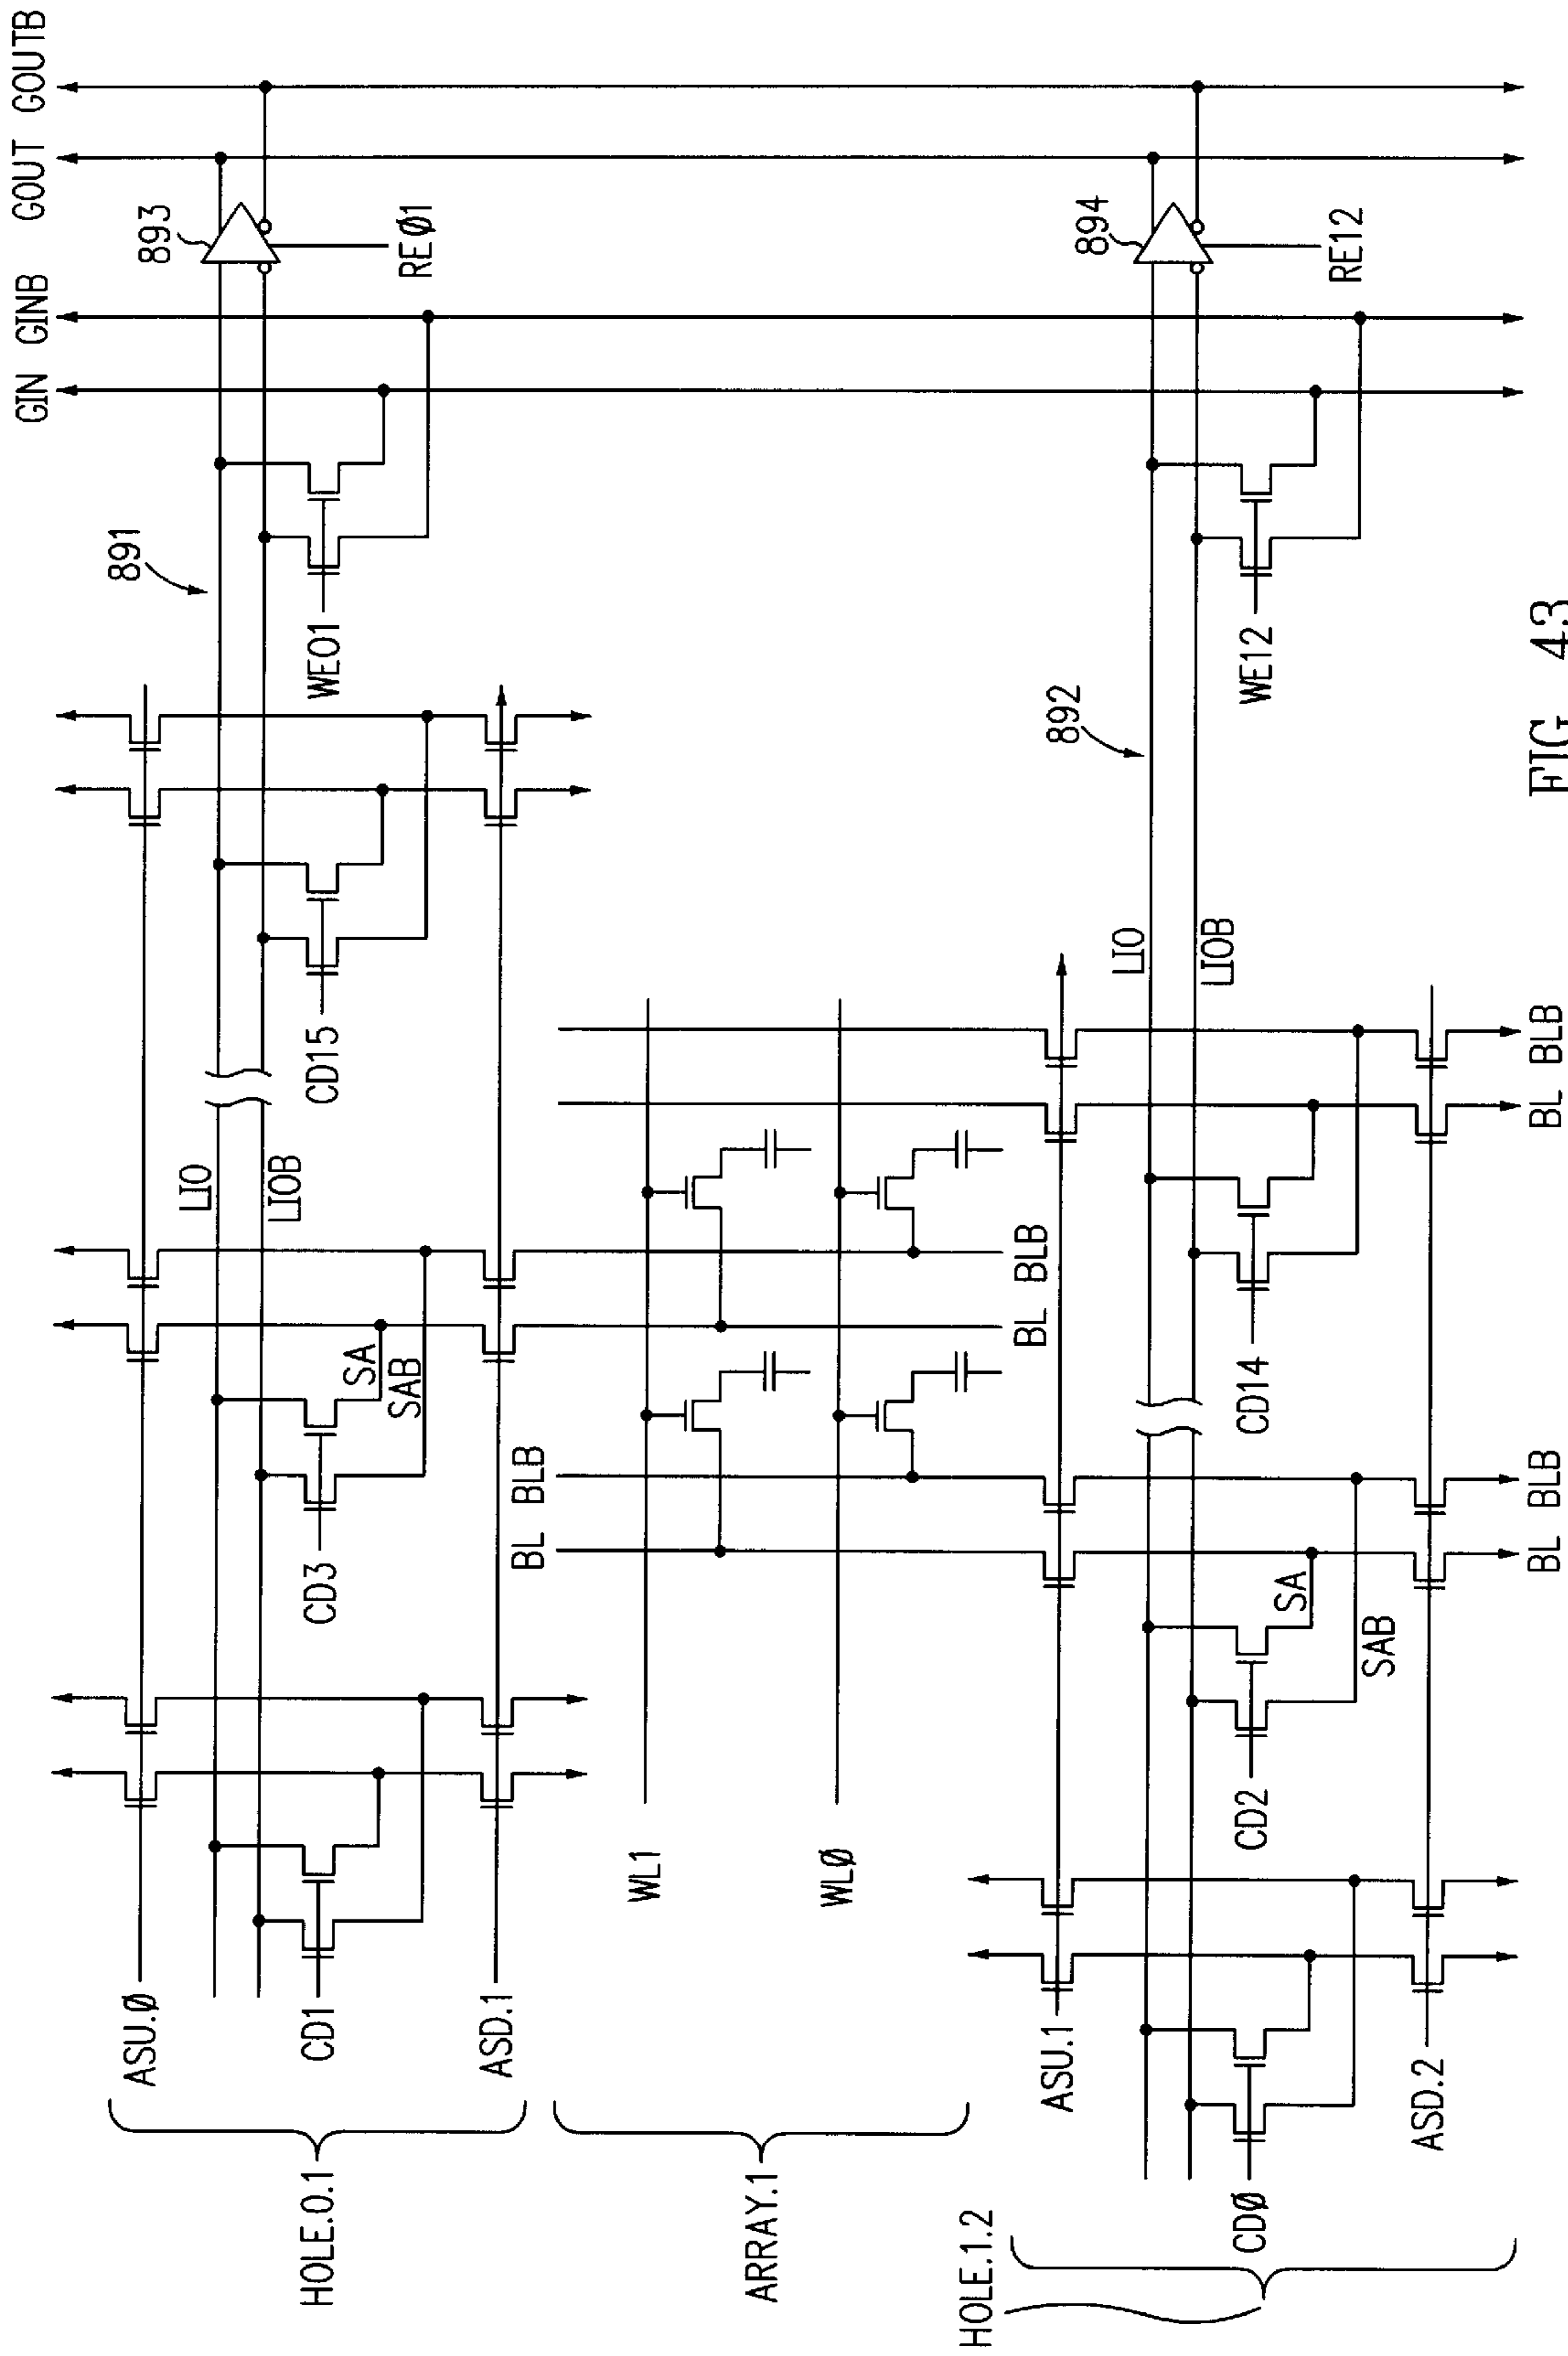 HOLE.0.1
ASU.Ø
CD1
ASD.1
CD3
SA
SAB
LIO
LIOB
CD15
891
WE01
GIN
GINB
893
REØ1
GOUT
GOUTB
ARRAY.1
WL1
WLØ
BL
BLB
BL
BLB
HOLE.1.2
ASU.1
CDØ
ASD.2
CD2
SA
SAB
BL
BLB
CD14
LIO
LIOB
BL
BLB
892
WE12
894
RE12
FIG 43